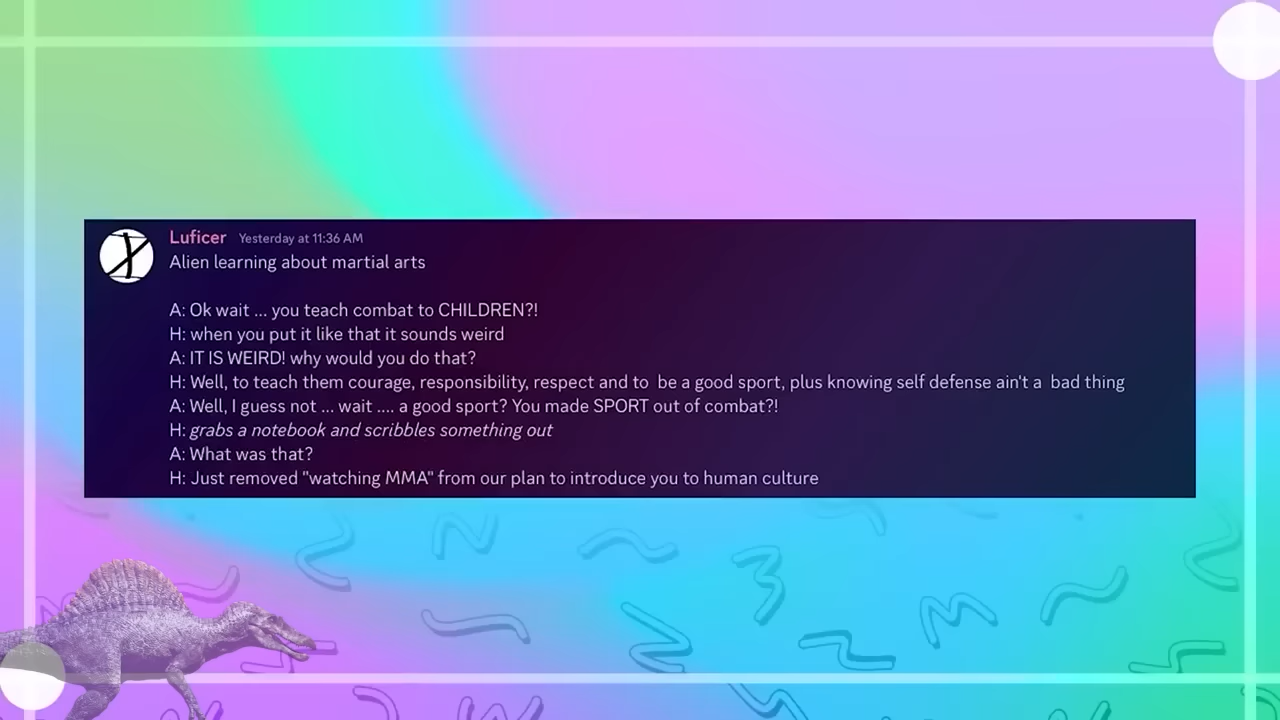 Luficer Yesterday at 11:36 AM
Alien learning about martial arts
A: Ok wait ... you teach combat to CHILDREN?!
H: when you put it like that it sounds weird
A: IT IS WEIRD! why would you do that?
H: Well, to teach them courage, responsibility, respect and to  be a good sport, plus knowing self defense ain't a  bad thing
A: Well, I guess not ... wait .... a good sport? You made SPORT out of combat?!
H: grabs a notebook and scribbles something out
A: What was that?
H: Just removed "watching MMA" from our plan to introduce you to human culture